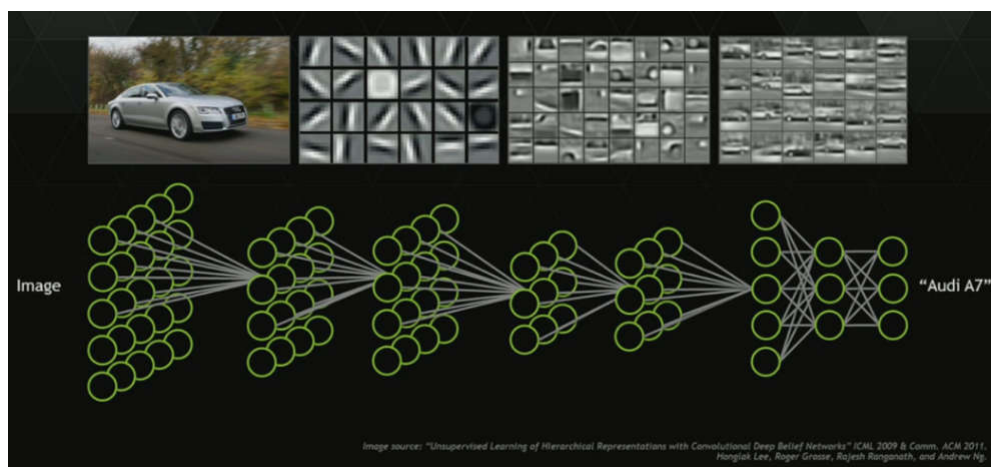 Image
“Audi A7”
Image source: “Unsupervised Learning of Hierarchical Representations with Convolutional Deep Belief Networks” ICML 2009 & Comm. ACM 2011.
Honglak Lee, Roger Grosse, Rajesh Ranganath, and Andrew Ng.